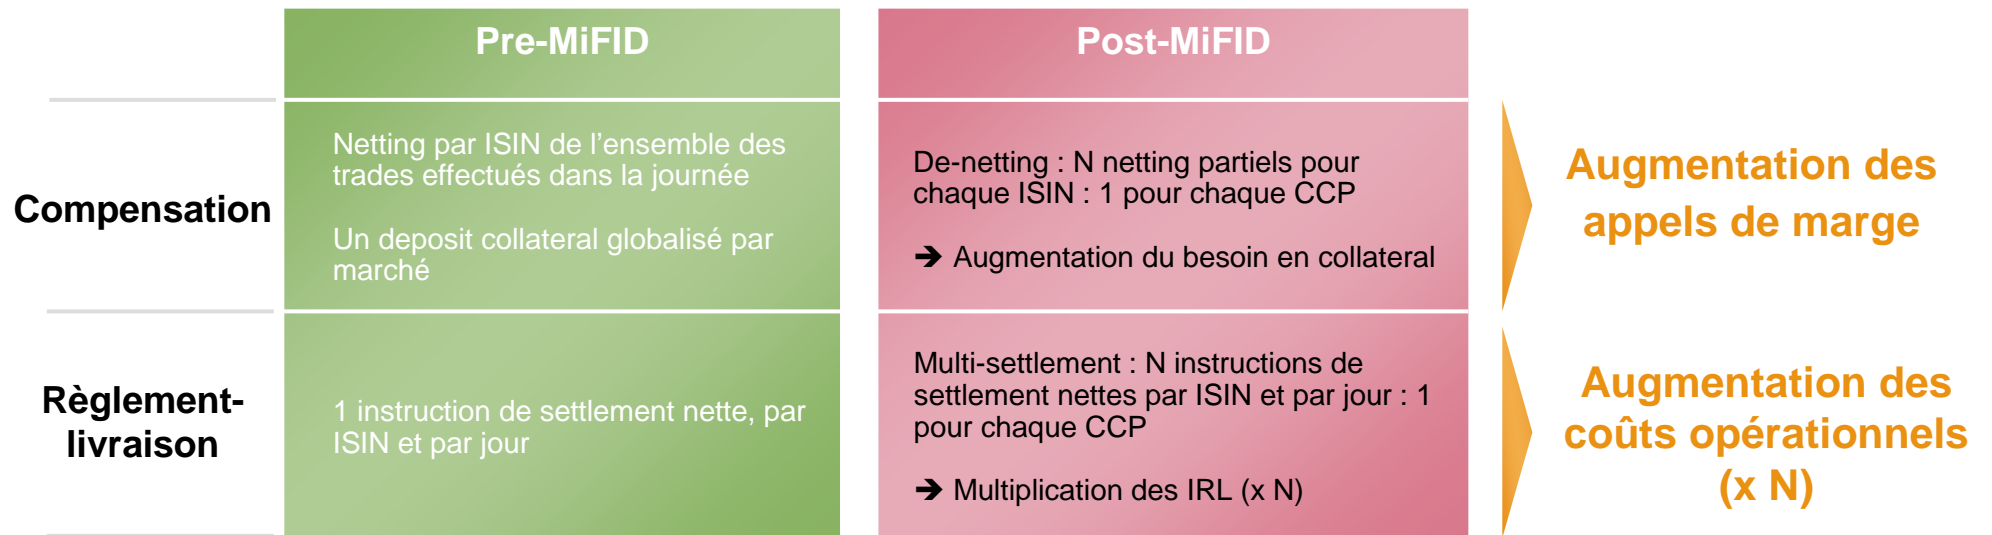 Pre-MiFID
Post-MiFID
Compensation
Netting par ISIN de l’ensemble des
trades effectués dans la journée
Un deposit collateral globalisé par
marché
De-netting : N netting partiels pour
chaque ISIN : 1 pour chaque CCP
➔ Augmentation du besoin en collateral
Augmentation des
appels de marge
Règlement-
livraison
1 instruction de settlement nette, par
ISIN et par jour
Multi-settlement : N instructions de
settlement nettes par ISIN et par jour : 1
pour chaque CCP
➔ Multiplication des IRL (x N)
Augmentation des
coûts opérationnels
(x N)